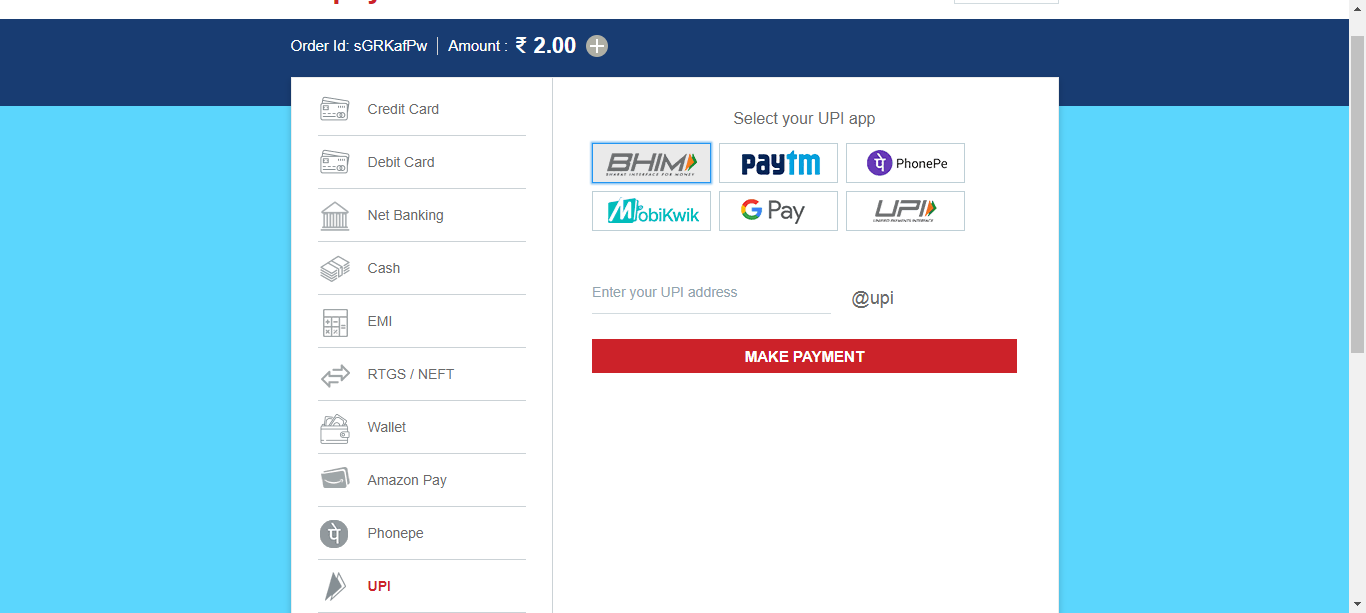 Order Id: sGRKafPw | Amount : ₹ 2.00
Credit Card
Debit Card
Net Banking
Cash
EMI
RTGS / NEFT
Wallet
Amazon Pay
Phonepe
UPI
Select your UPI app
BHIM
BHARAT INTERFACE FOR MONEY
paytm
पे PhonePe
MobiKwik
G Pay
UPI
UNIFIED PAYMENTS INTERFACE
Enter your UPI address
@upi
MAKE PAYMENT